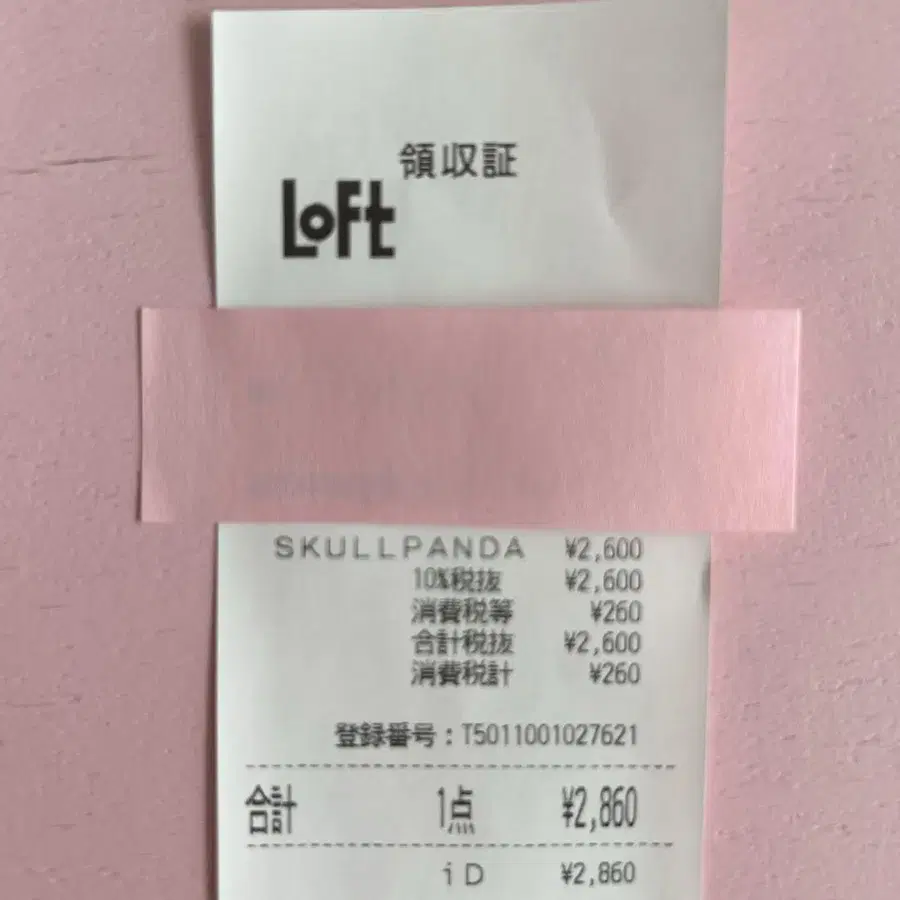 領収証
LOFT
SKULLPANDA ¥2,600
10%税抜 ¥2,600
消費税等 ¥260
合計税抜 ¥2,600
消費税計 ¥260
登録番号：T5011001027621
合計 1点 ¥2,860
iD ¥2,860